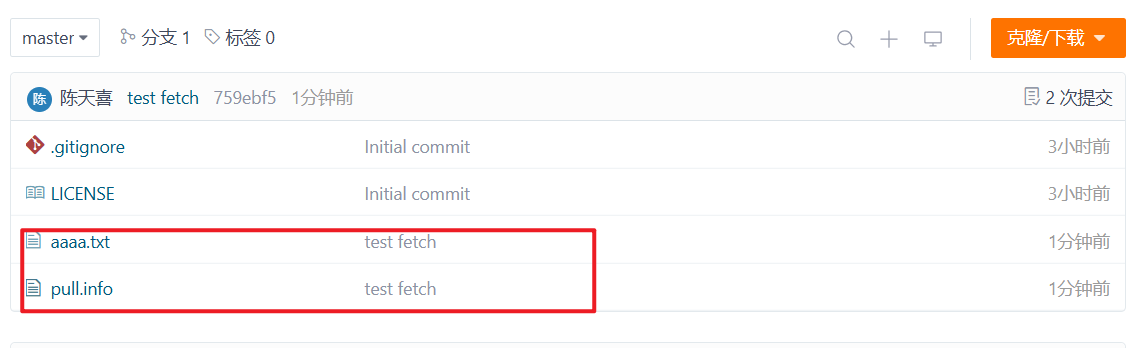 master 分支 1 标签 0 克隆/下载
陈 陈天喜 test fetch 759ebf5 1分钟前 2 次提交
.gitignore Initial commit 3小时前
LICENSE Initial commit 3小时前
aaaa.txt test fetch 1分钟前
pull.info test fetch 1分钟前